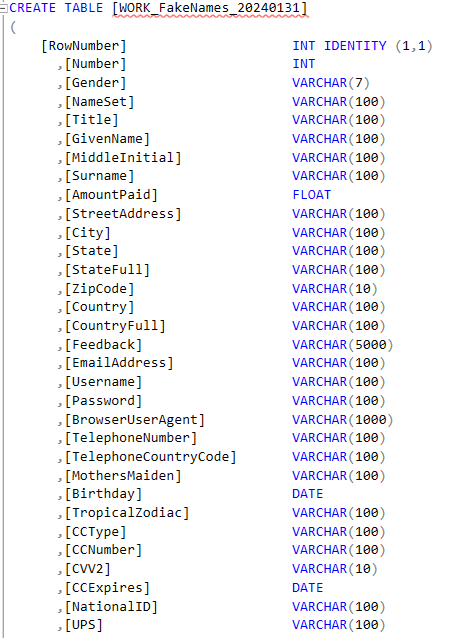 CREATE TABLE [WORK_FakeNames_20240131]
(
[RowNumber] INT IDENTITY (1,1)
,[Number] INT
,[Gender] VARCHAR(7)
,[NameSet] VARCHAR(100)
,[Title] VARCHAR(100)
,[GivenName] VARCHAR(100)
,[MiddleInitial] VARCHAR(100)
,[Surname] VARCHAR(100)
,[AmountPaid] FLOAT
,[StreetAddress] VARCHAR(100)
,[City] VARCHAR(100)
,[State] VARCHAR(100)
,[StateFull] VARCHAR(100)
,[ZipCode] VARCHAR(10)
,[Country] VARCHAR(100)
,[CountryFull] VARCHAR(100)
,[Feedback] VARCHAR(5000)
,[EmailAddress] VARCHAR(100)
,[Username] VARCHAR(100)
,[Password] VARCHAR(100)
,[BrowserUserAgent] VARCHAR(1000)
,[TelephoneNumber] VARCHAR(100)
,[TelephoneCountryCode] VARCHAR(100)
,[MothersMaiden] VARCHAR(100)
,[Birthday] DATE
,[TropicalZodiac] VARCHAR(100)
,[CCType] VARCHAR(100)
,[CCNumber] VARCHAR(100)
,[CVV2] VARCHAR(10)
,[CCExpires] DATE
,[NationalID] VARCHAR(100)
,[UPS] VARCHAR(100)